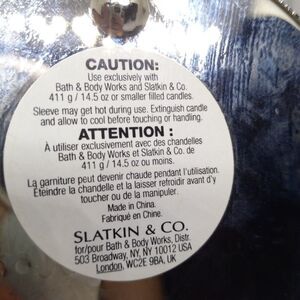 CAUTION:
Use exclusively with
Bath & Body Works and Slatkin & Co.
411 g / 14.5 oz or smaller filled candles.
Sleeve may get hot during use. Extinguish candle
and allow to cool before touching or handling.
ATTENTION :
À utiliser exclusivement avec des chandelles
Bath & Body Works et Slatkin & Co. de
411 g / 14.5 oz ou moins.
La garniture peut devenir chaude pendant l'utilisation.
Éteindre la chandelle et la laisser refroidir avant d'y
toucher ou de la manipuler.
Made in China.
Fabriqué en Chine.
SLATKIN & CO.
for/pour Bath & Body Works, Distr.
503 Broadway, NY, NY 10012 USA
London, WC2E 9BA, UK